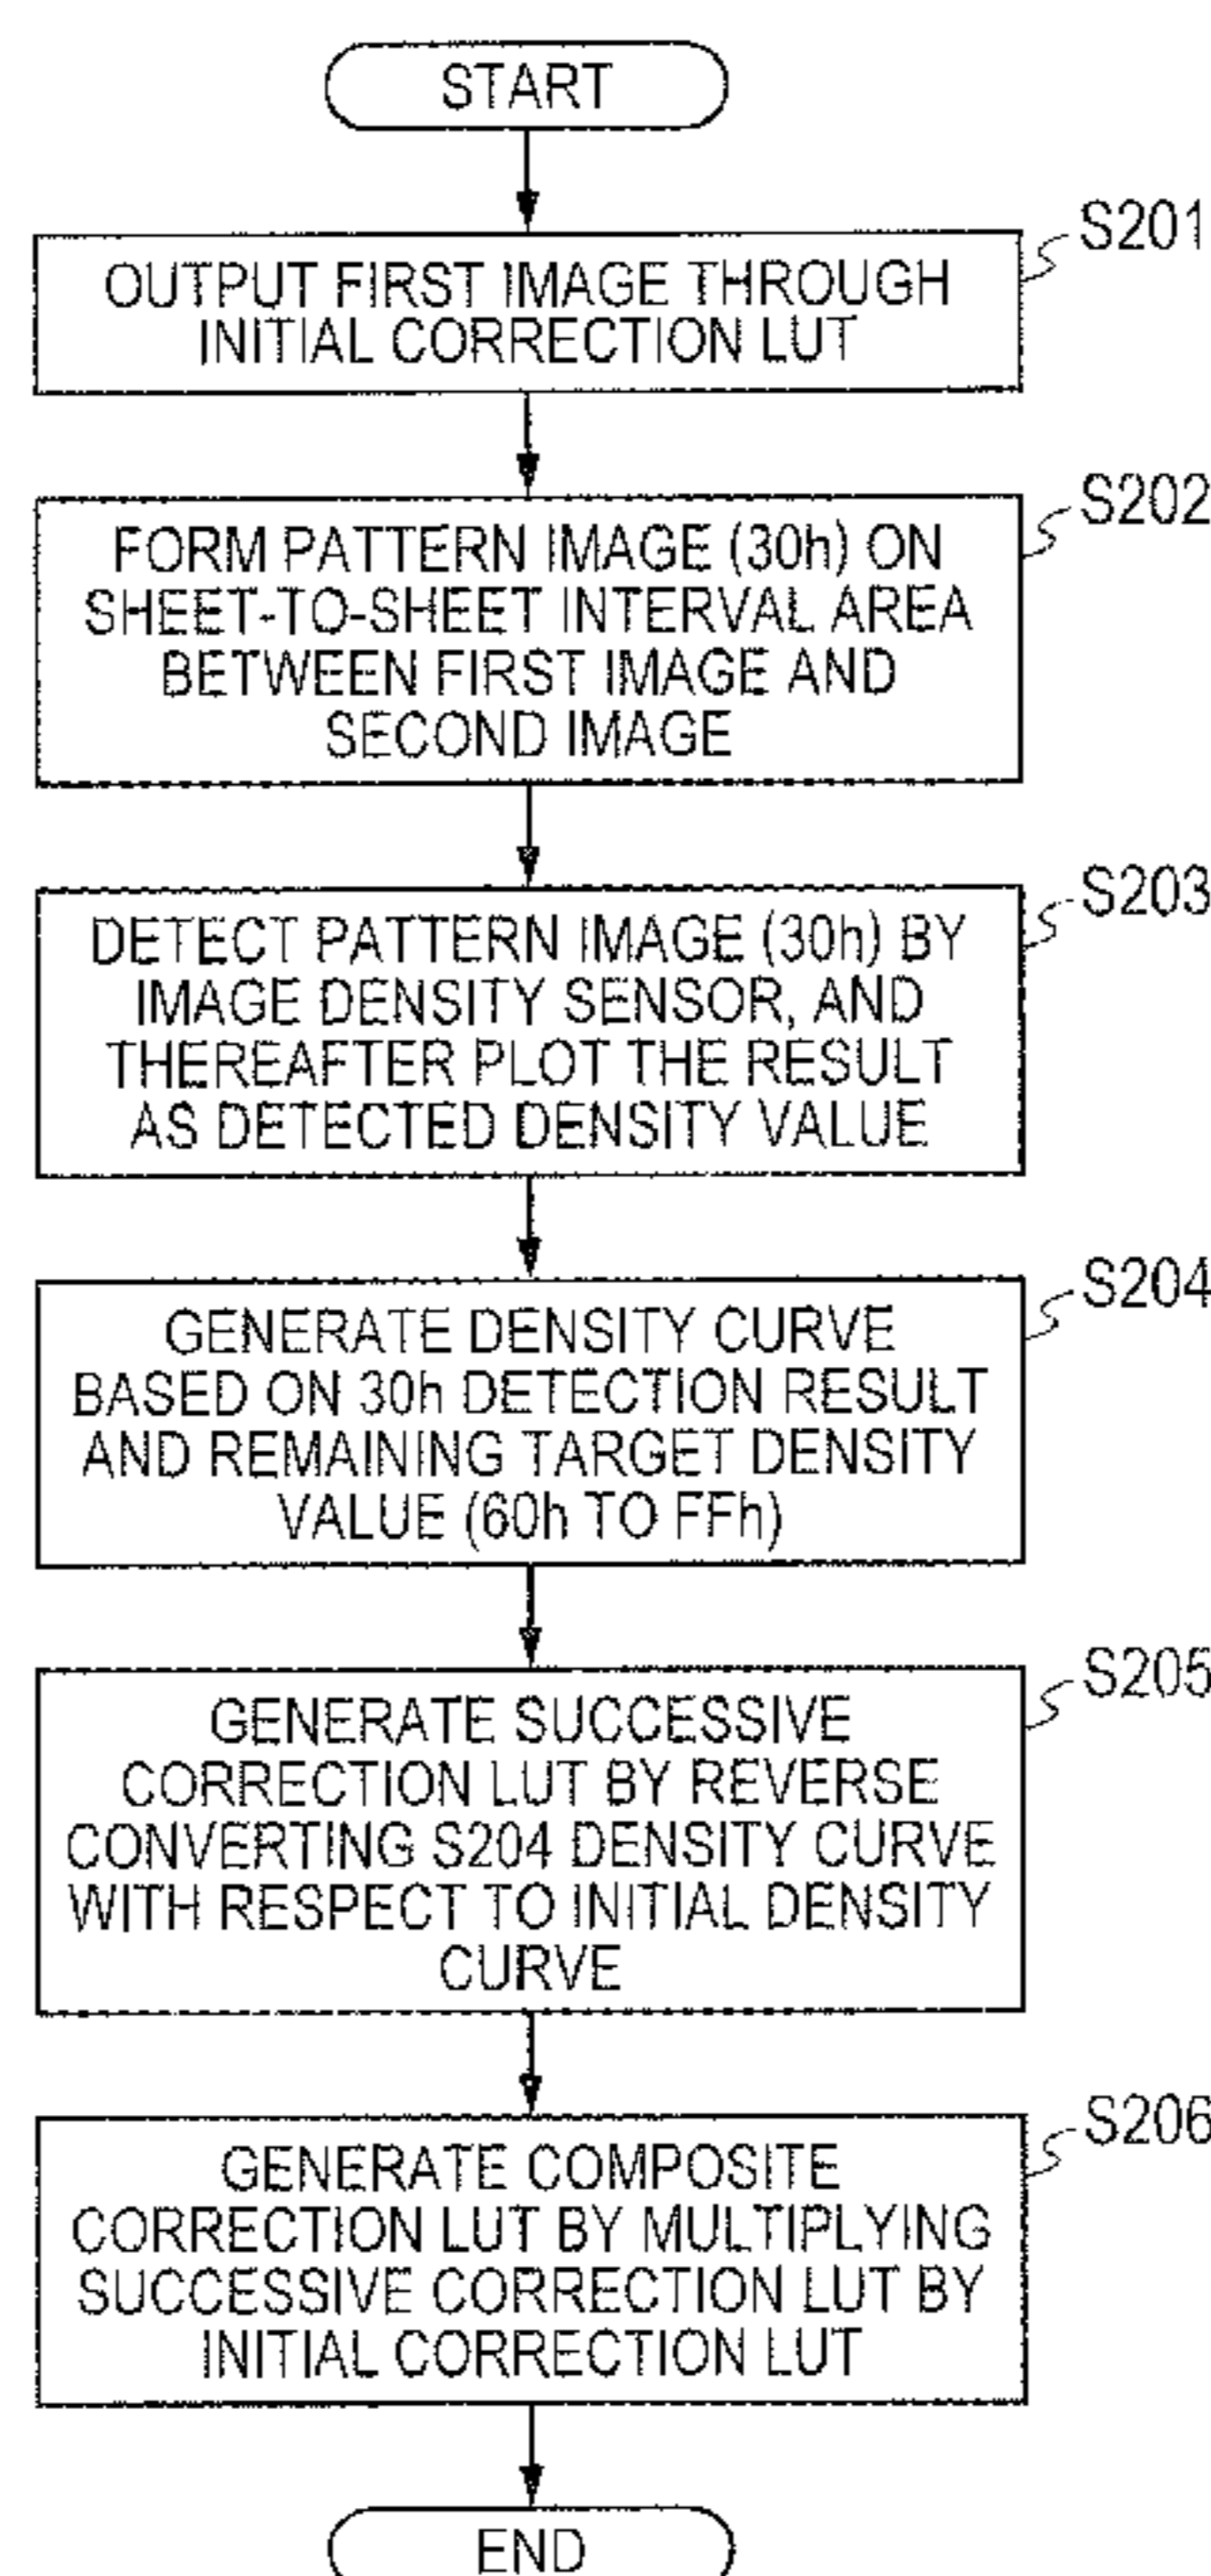 START
S201
OUTPUT FIRST IMAGE THROUGH
INITIAL CORRECTION LUT
S202
FORM PATTERN IMAGE (30h) ON
SHEET-TO-SHEET INTERVAL AREA
BETWEEN FIRST IMAGE AND
SECOND IMAGE
S203
DETECT PATTERN IMAGE (30h) BY
IMAGE DENSITY SENSOR, AND
THEREAFTER PLOT THE RESULT
AS DETECTED DENSITY VALUE
S204
GENERATE DENSITY CURVE
BASED ON 30h DETECTION RESULT
AND REMAINING TARGET DENSITY
VALUE (60h TO FFh)
S205
GENERATE SUCCESSIVE
CORRECTION LUT BY REVERSE
CONVERTING S204 DENSITY CURVE
WITH RESPECT TO INITIAL DENSITY
CURVE
S206
GENERATE COMPOSITE
CORRECTION LUT BY MULTIPLYING
SUCCESSIVE CORRECTION LUT BY
INITIAL CORRECTION LUT
END